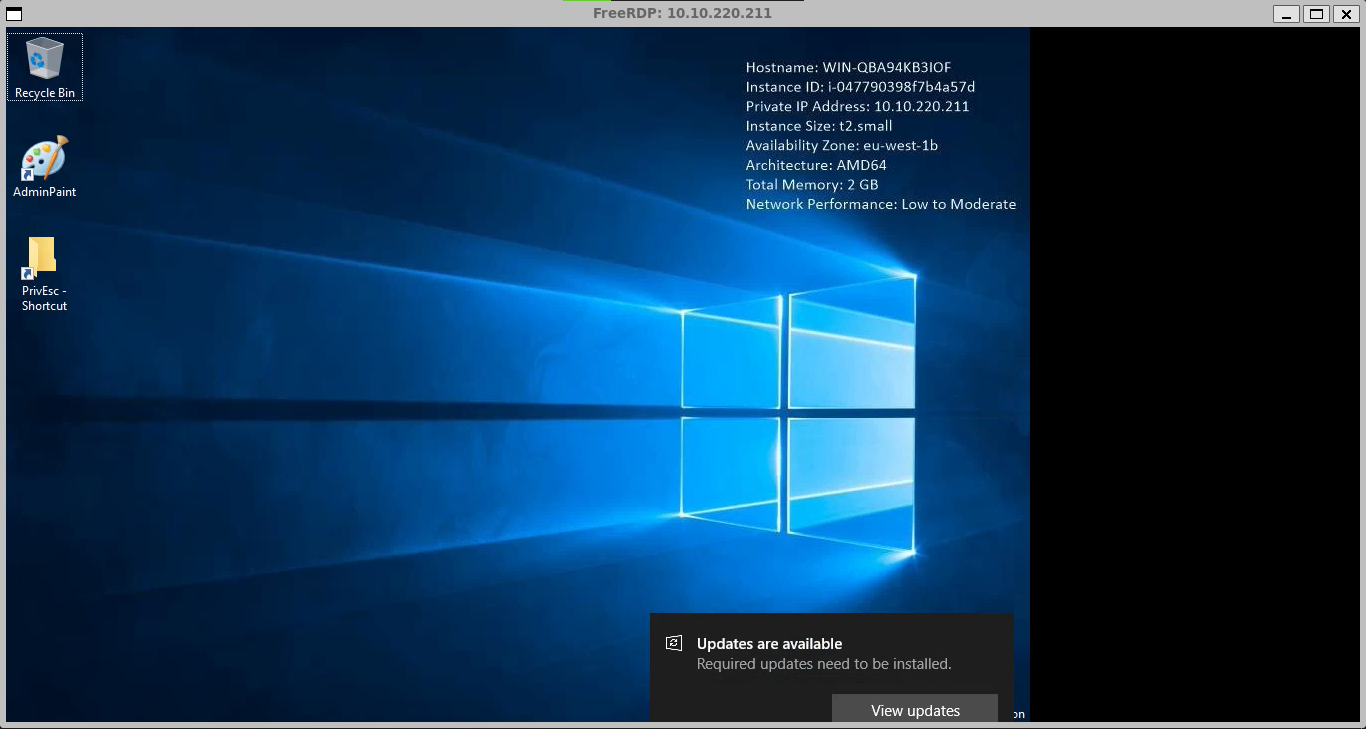 FreeRDP: 10.10.220.211
Recycle Bin
AdminPaint
PrivEsc -
Shortcut
Hostname: WIN-QBA94KB3IOF
Instance ID: i-047790398f7b4a57d
Private IP Address: 10.10.220.211
Instance Size: t2.small
Availability Zone: eu-west-1b
Architecture: AMD64
Total Memory: 2 GB
Network Performance: Low to Moderate
Updates are available
Required updates need to be installed.
View updates
on